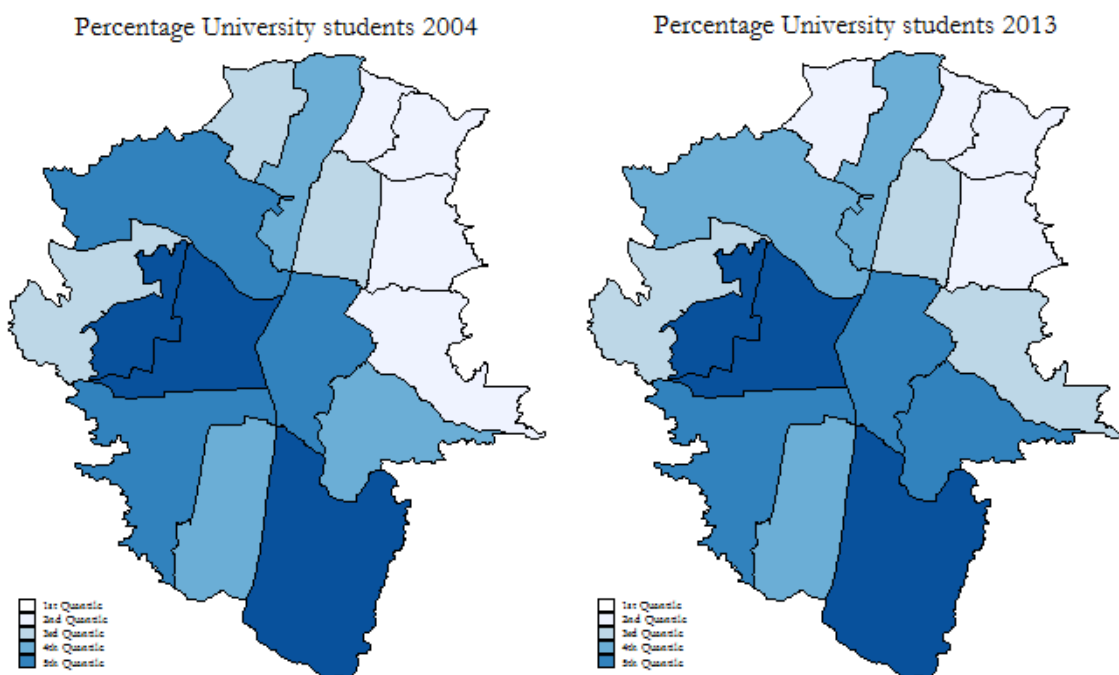 Percentage University students 2004
1st Quantile
2nd Quantile
3rd Quantile
4th Quantile
5th Quantile
Percentage University students 2013
1st Quantile
2nd Quantile
3rd Quantile
4th Quantile
5th Quantile